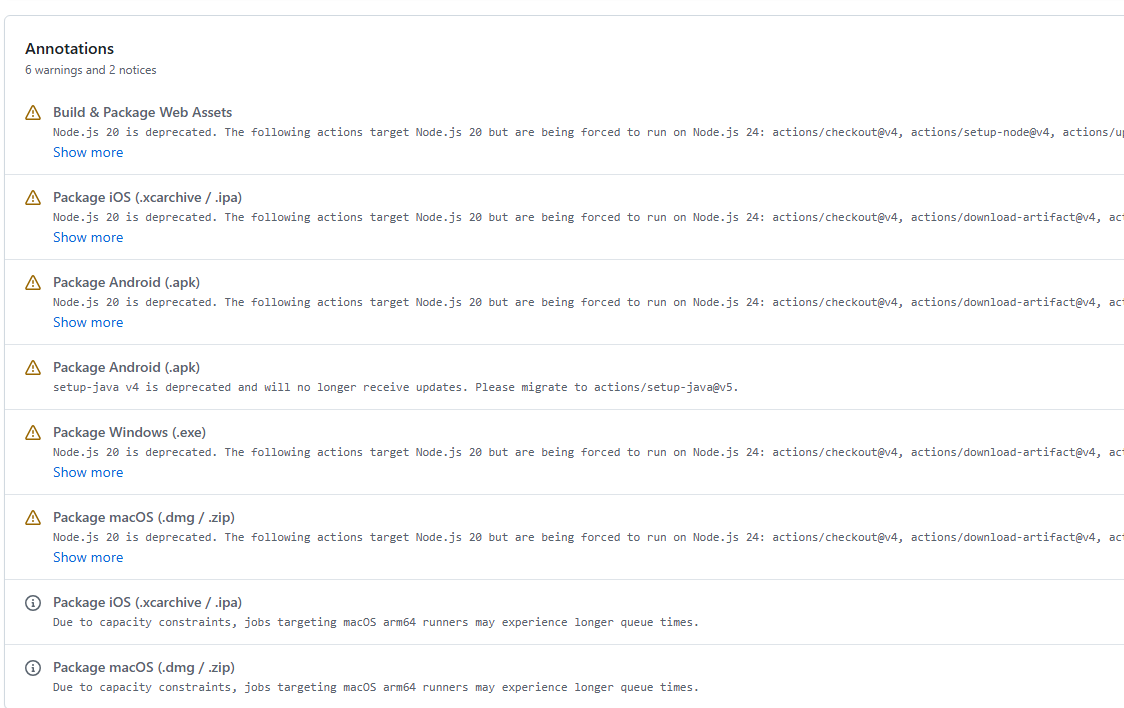 Annotations
6 warnings and 2 notices
Build & Package Web Assets
Node.js 20 is deprecated. The following actions target Node.js 20 but are being forced to run on Node.js 24: actions/checkout@v4, actions/setup-node@v4, actions/up
Show more
Package iOS (.xcarchive / .ipa)
Node.js 20 is deprecated. The following actions target Node.js 20 but are being forced to run on Node.js 24: actions/checkout@v4, actions/download-artifact@v4, act
Show more
Package Android (.apk)
Node.js 20 is deprecated. The following actions target Node.js 20 but are being forced to run on Node.js 24: actions/checkout@v4, actions/download-artifact@v4, act
Show more
Package Android (.apk)
setup-java v4 is deprecated and will no longer receive updates. Please migrate to actions/setup-java@v5.
Package Windows (.exe)
Node.js 20 is deprecated. The following actions target Node.js 20 but are being forced to run on Node.js 24: actions/checkout@v4, actions/download-artifact@v4, act
Show more
Package macOS (.dmg / .zip)
Node.js 20 is deprecated. The following actions target Node.js 20 but are being forced to run on Node.js 24: actions/checkout@v4, actions/download-artifact@v4, act
Show more
Package iOS (.xcarchive / .ipa)
Due to capacity constraints, jobs targeting macOS arm64 runners may experience longer queue times.
Package macOS (.dmg / .zip)
Due to capacity constraints, jobs targeting macOS arm64 runners may experience longer queue times.